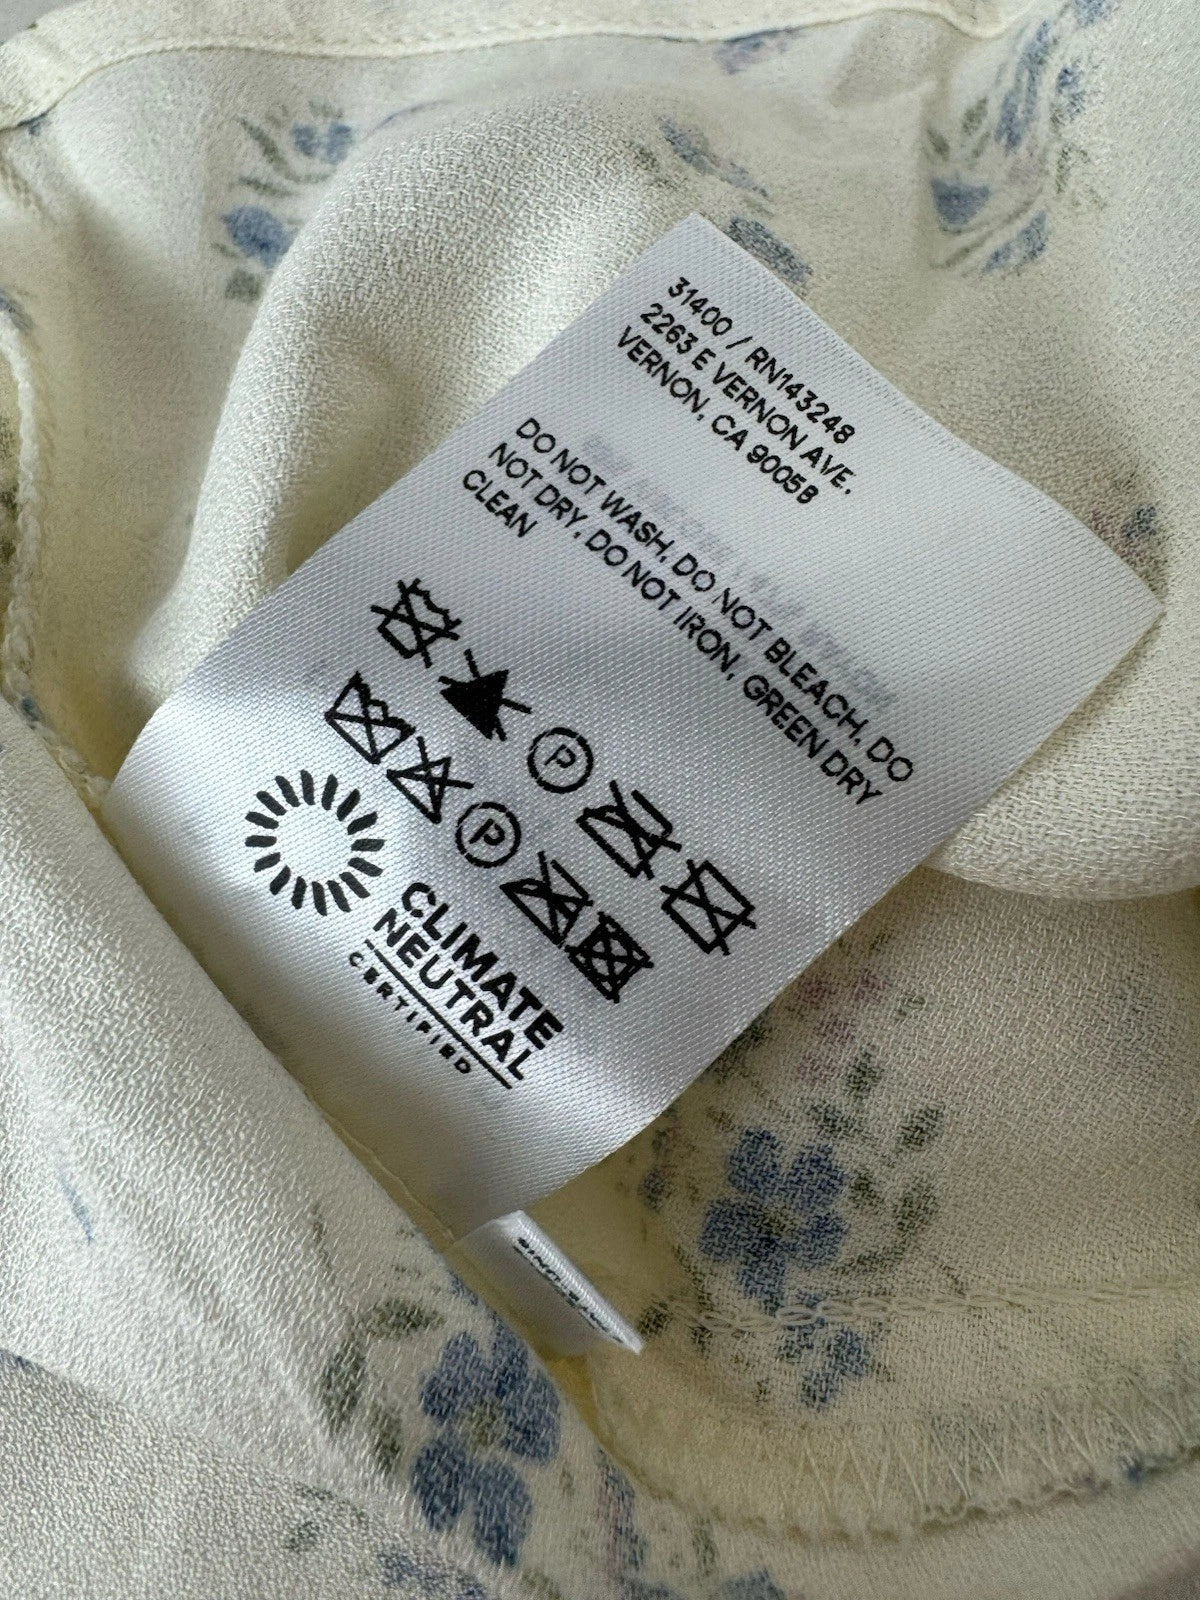 31400 / RN143248
2263 E VERNON AVE.
VERNON, CA 90058
DO NOT WASH, DO NOT BLEACH, DO
NOT DRY, DO NOT IRON, GREEN DRY
CLEAN
P
P
CLIMATE
NEUTRAL
CERTIFIED